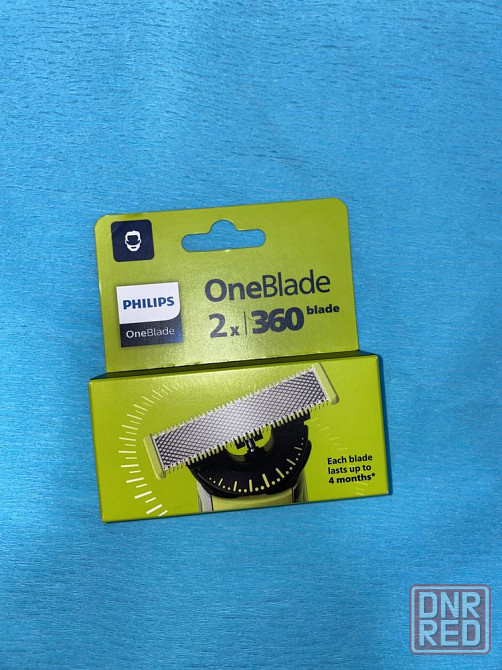 PHILIPS
OneBlade
OneBlade
2x | 360 blade
Each blade
lasts up to
4 months*
DNR
RED